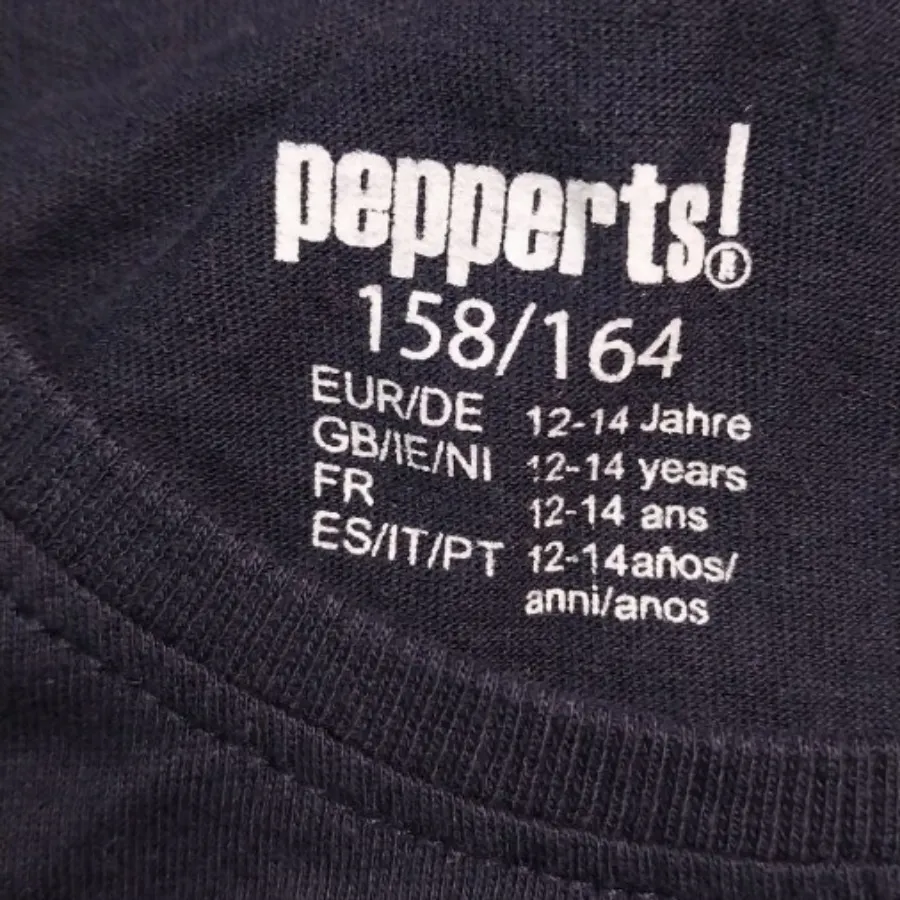 pepperts!®
158/164
EUR/DE 12-14 Jahre
GB/IE/NI 12-14 years
FR 12-14 ans
ES/IT/PT 12-14años/
anni/anos